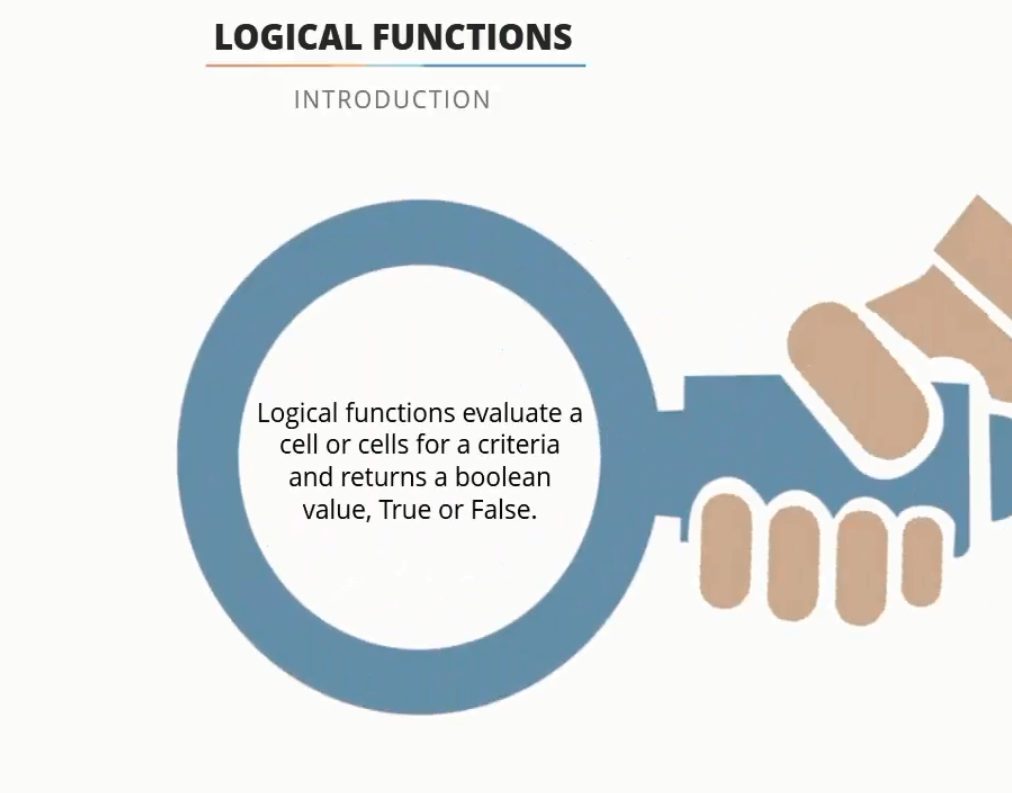 LOGICAL FUNCTIONS
INTRODUCTION
Logical functions evaluate a
cell or cells for a criteria
and returns a boolean
value, True or False.